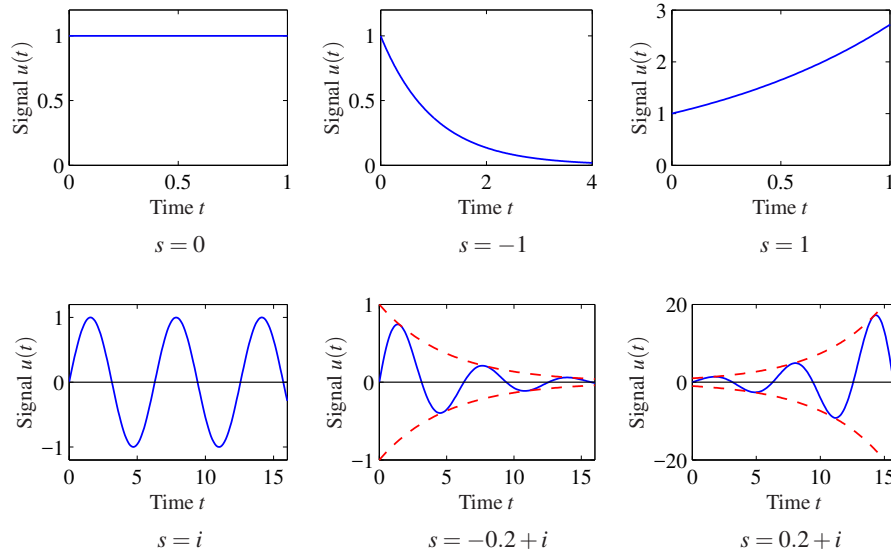 1
0.5
0
0
0.5
1
Signal u(t)
Time t
s = 0
1
0.5
0
0
2
4
Signal u(t)
Time t
s = −1
3
2
1
0
0
1
Signal u(t)
Time t
s = 1
1
0
−1
0
5
10
15
Signal u(t)
Time t
s = i
1
0
−1
0
5
10
15
Signal u(t)
Time t
s = −0.2 + i
20
0
−20
0
5
10
15
Signal u(t)
Time t
s = 0.2 + i